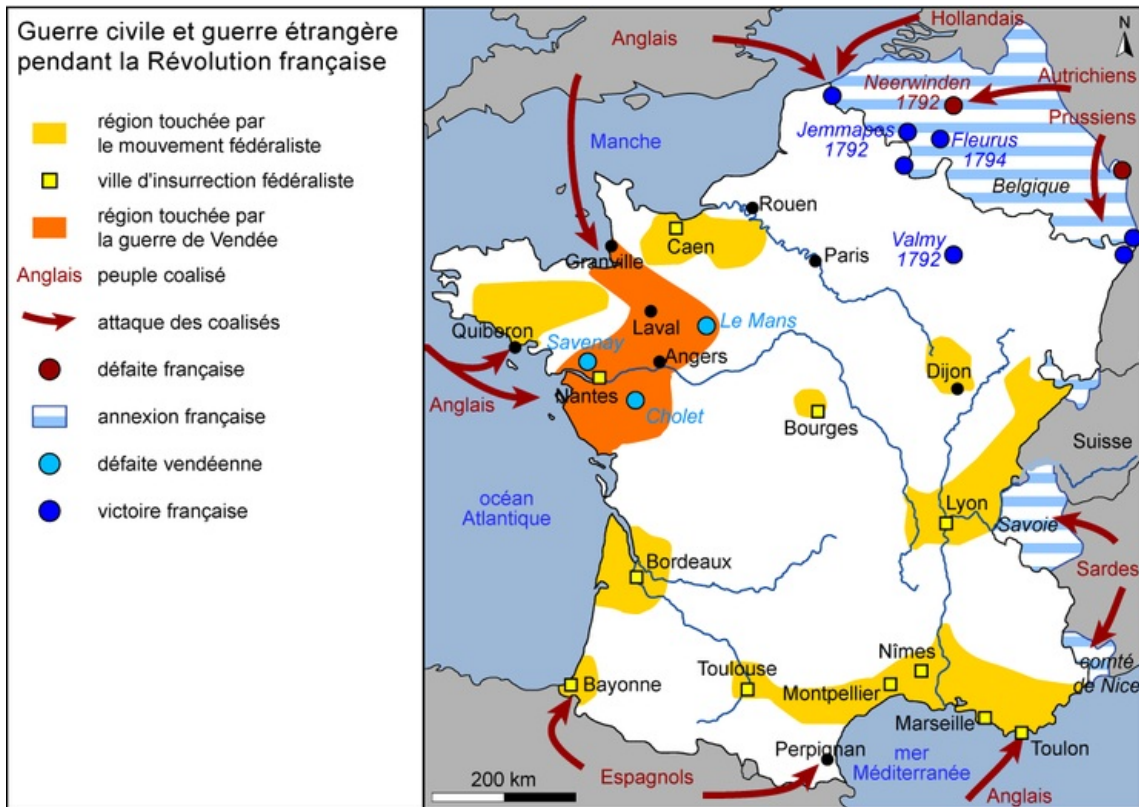 Guerre civile et guerre étrangère
pendant la Révolution française
région touchée par
le mouvement fédéraliste
ville d'insurrection fédéraliste
région touchée par
la guerre de Vendée
Anglais
peuple coalisé
attaque des coalisés
défaite française
annexion française
défaite vendéenne
victoire française
Hollandais
Anglais
N
Neerwinden
1792
Autrichiens
Prussiens
Jemmapes
1792
Fleurus
1794
Manche
Belgique
Rouen
Caen
Valmy
1792
Granville
Paris
Laval
Le Mans
Quiberon
Savenay
Angers
Dijon
Nantes
Anglais
Cholet
Bourges
Suisse
océan
Atlantique
Lyon
Savoie
Bordeaux
Sardes
Nîmes
comté
de Nice
Toulouse
Bayonne
Montpellier
Marseille
Toulon
Perpignan
mer
Méditerranée
Espagnols
200 km
Anglais